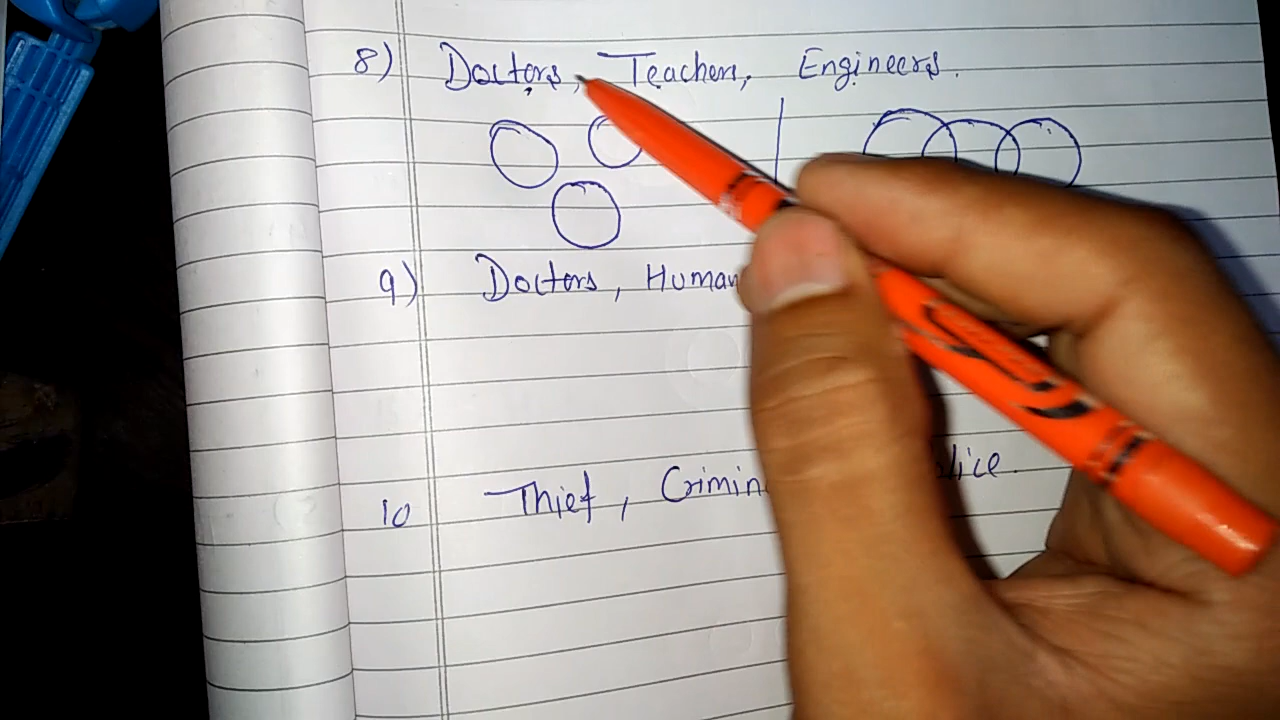 8) Doctors, Teachers, Engineers.
9) Doctors, Human
10 Thief, Crimin